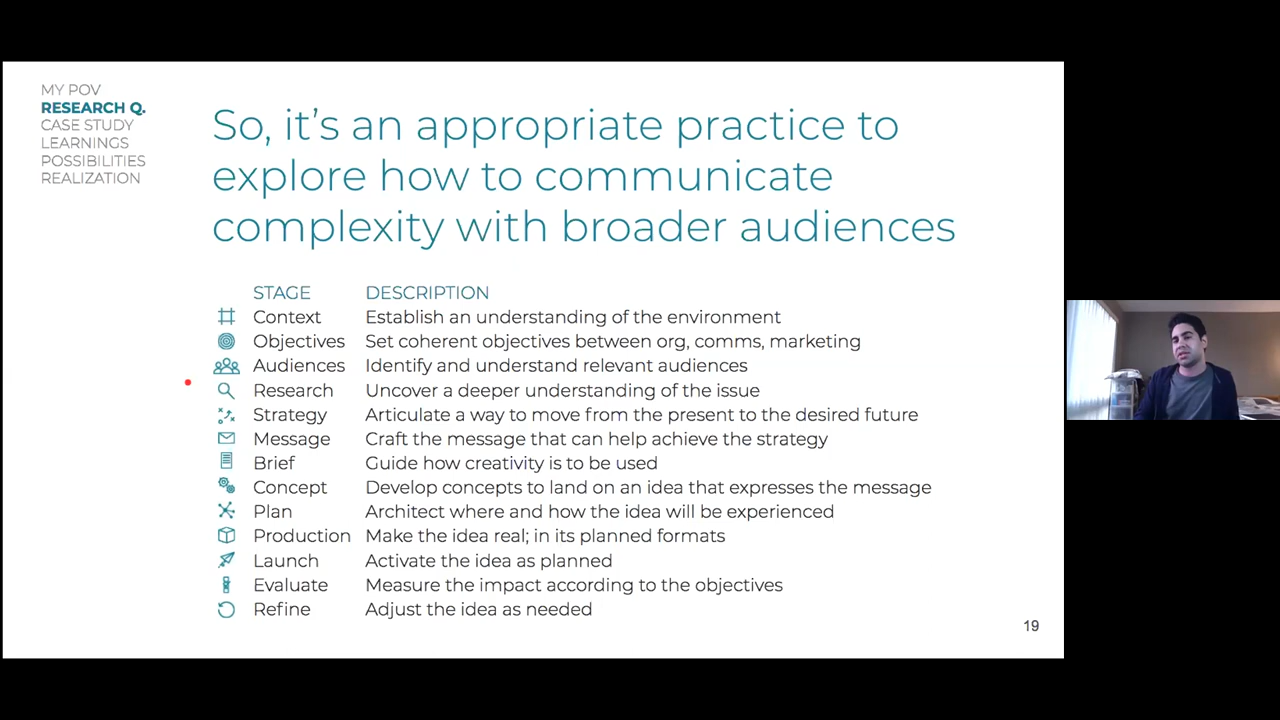 MY POV
RESEARCH Q.
CASE STUDY
LEARNINGS
POSSIBILITIES
REALIZATION
So, it's an appropriate practice to
explore how to communicate
complexity with broader audiences
STAGE DESCRIPTION
Context Establish an understanding of the environment
Objectives Set coherent objectives between org, comms, marketing
Audiences Identify and understand relevant audiences
Research Uncover a deeper understanding of the issue
Strategy Articulate a way to move from the present to the desired future
Message Craft the message that can help achieve the strategy
Brief Guide how creativity is to be used
Concept Develop concepts to land on an idea that expresses the message
Plan Architect where and how the idea will be experienced
Production Make the idea real; in its planned formats
Launch Activate the idea as planned
Evaluate Measure the impact according to the objectives
Refine Adjust the idea as needed
19